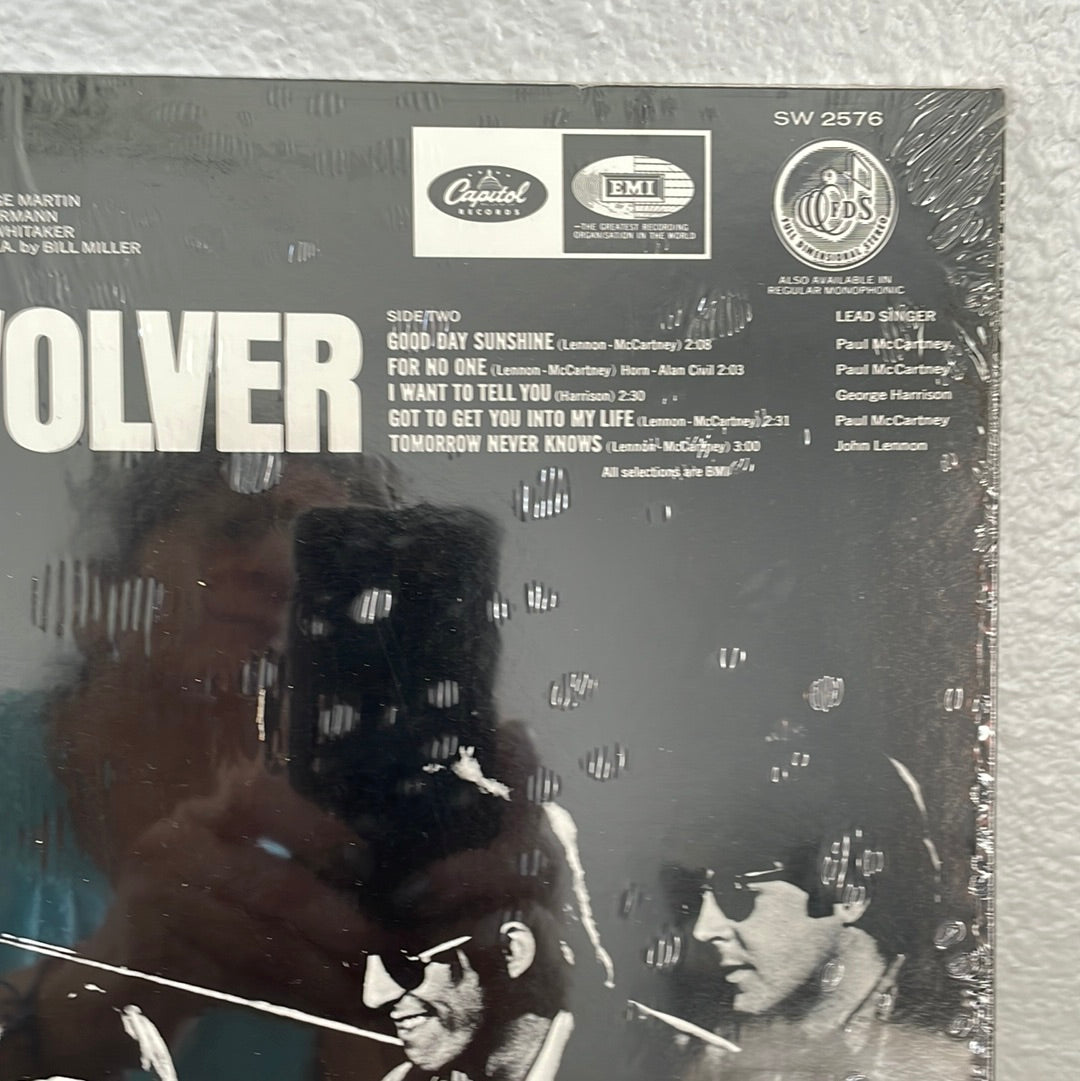 SW 2576
Capitol
RECORDS
EMI
—THE GREATEST RECORDING
ORGANISATION IN THE WORLD
FDS
FULL DIMENSIONAL STEREO
ALSO AVAILABLE IN
REGULAR MONOPHONIC
GE MARTIN
ERMANN
WHITAKER
.A. by BILL MILLER
VOLVER
SIDE TWO LEAD SINGER
GOOD DAY SUNSHINE (Lennon-McCartney) 2:08 Paul McCartney
FOR NO ONE (Lennon-McCartney) Horn-Alan Civil 2:03 Paul McCartney
I WANT TO TELL YOU (Harrison) 2:30 George Harrison
GOT TO GET YOU INTO MY LIFE (Lennon-McCartney) 2:31 Paul McCartney
TOMORROW NEVER KNOWS (Lennon-McCartney) 3:00 John Lennon
All selections are BMI